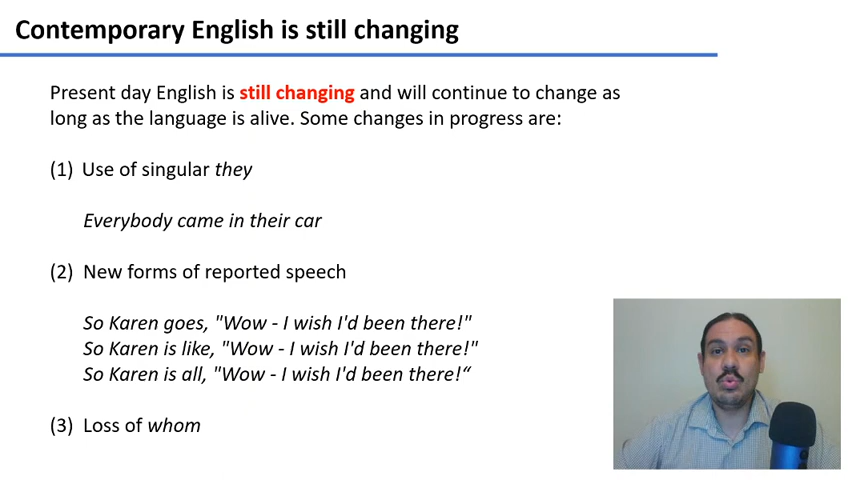 Contemporary English is still changing
Present day English is still changing and will continue to change as
long as the language is alive. Some changes in progress are:
(1) Use of singular they
Everybody came in their car
(2) New forms of reported speech
So Karen goes, "Wow - I wish I'd been there!"
So Karen is like, "Wow - I wish I'd been there!"
So Karen is all, "Wow - I wish I'd been there!“
(3) Loss of whom